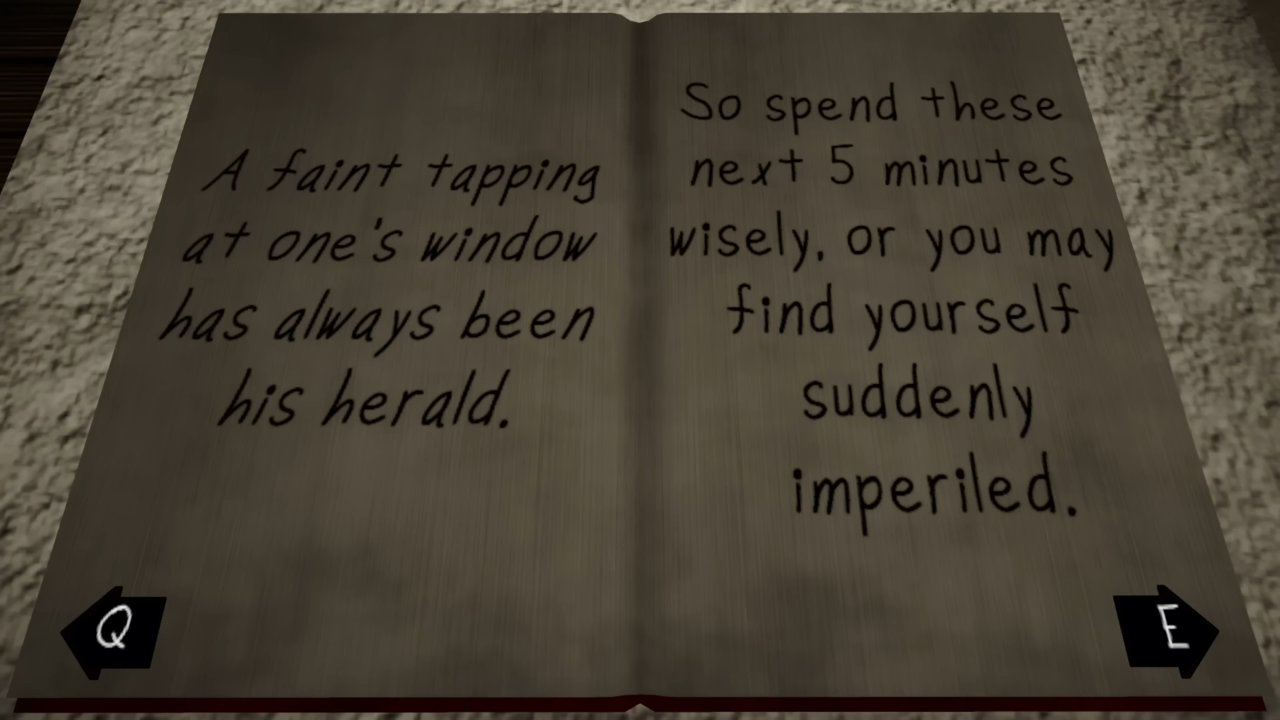 A faint tapping
at one's window
has always been
his herald.
So spend these
next 5 minutes
wisely, or you may
find yourself
suddenly
imperiled.
Q
E